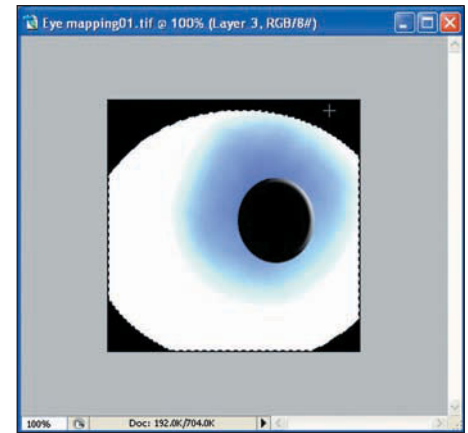 Eye mapping01.tif @ 100% (Layer 3, RGB/8#)
100% Doc: 192.0K/704.0K